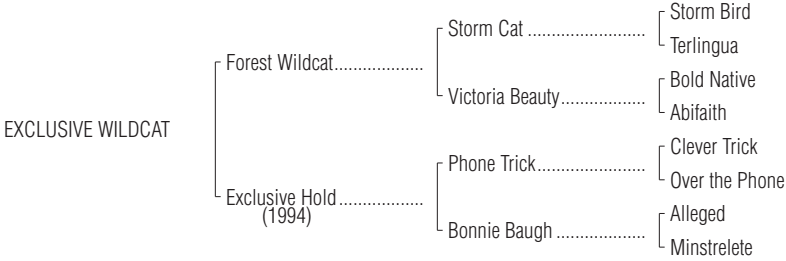 Storm Bird
Storm Cat ..........................
Terlingua
Forest Wildcat...................
Bold Native
Victoria Beauty..................
Abifaith
EXCLUSIVE WILDCAT
Clever Trick
Phone Trick.......................
Over the Phone
Exclusive Hold ..................
(1994)
Alleged
Bonnie Baugh ...................
Minstrelete